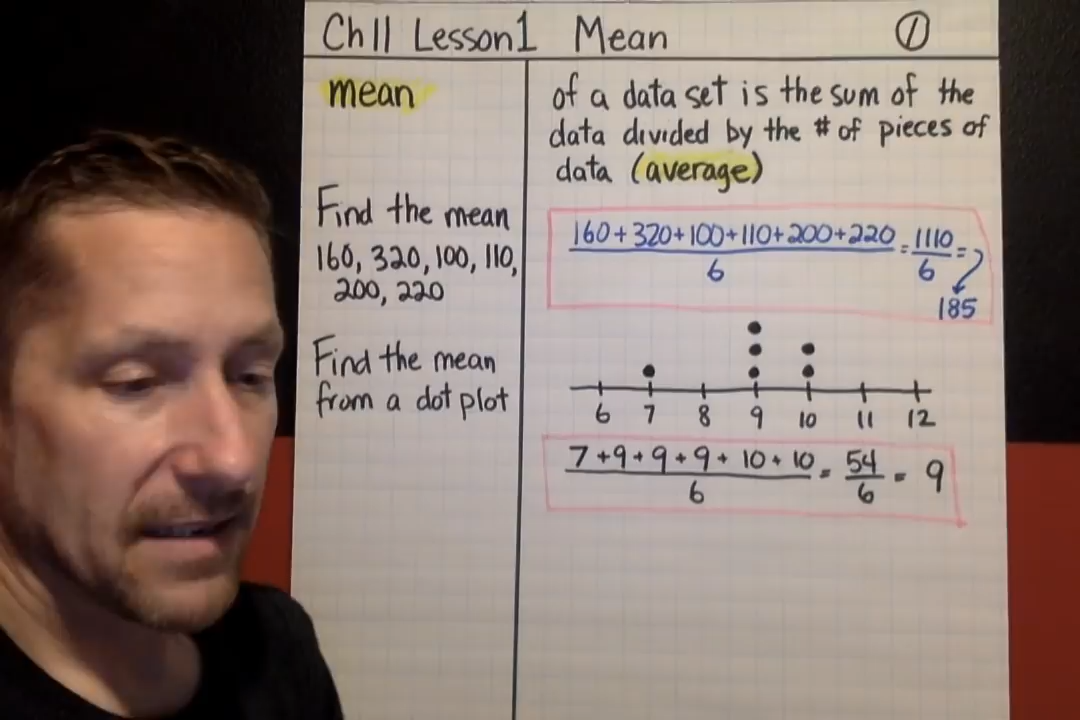 Ch11 Lesson 1 Mean ①
mean
of a data set is the sum of the
data divided by the # of pieces of
data (average)
Find the mean
160, 320, 100, 110,
200, 220
160+320+100+110+200+220 = 1110 =
6 6
185
Find the mean
from a dot plot
6 7 8 9 10 11 12
7+9+9+9+10+10 = 54 = 9
6 6